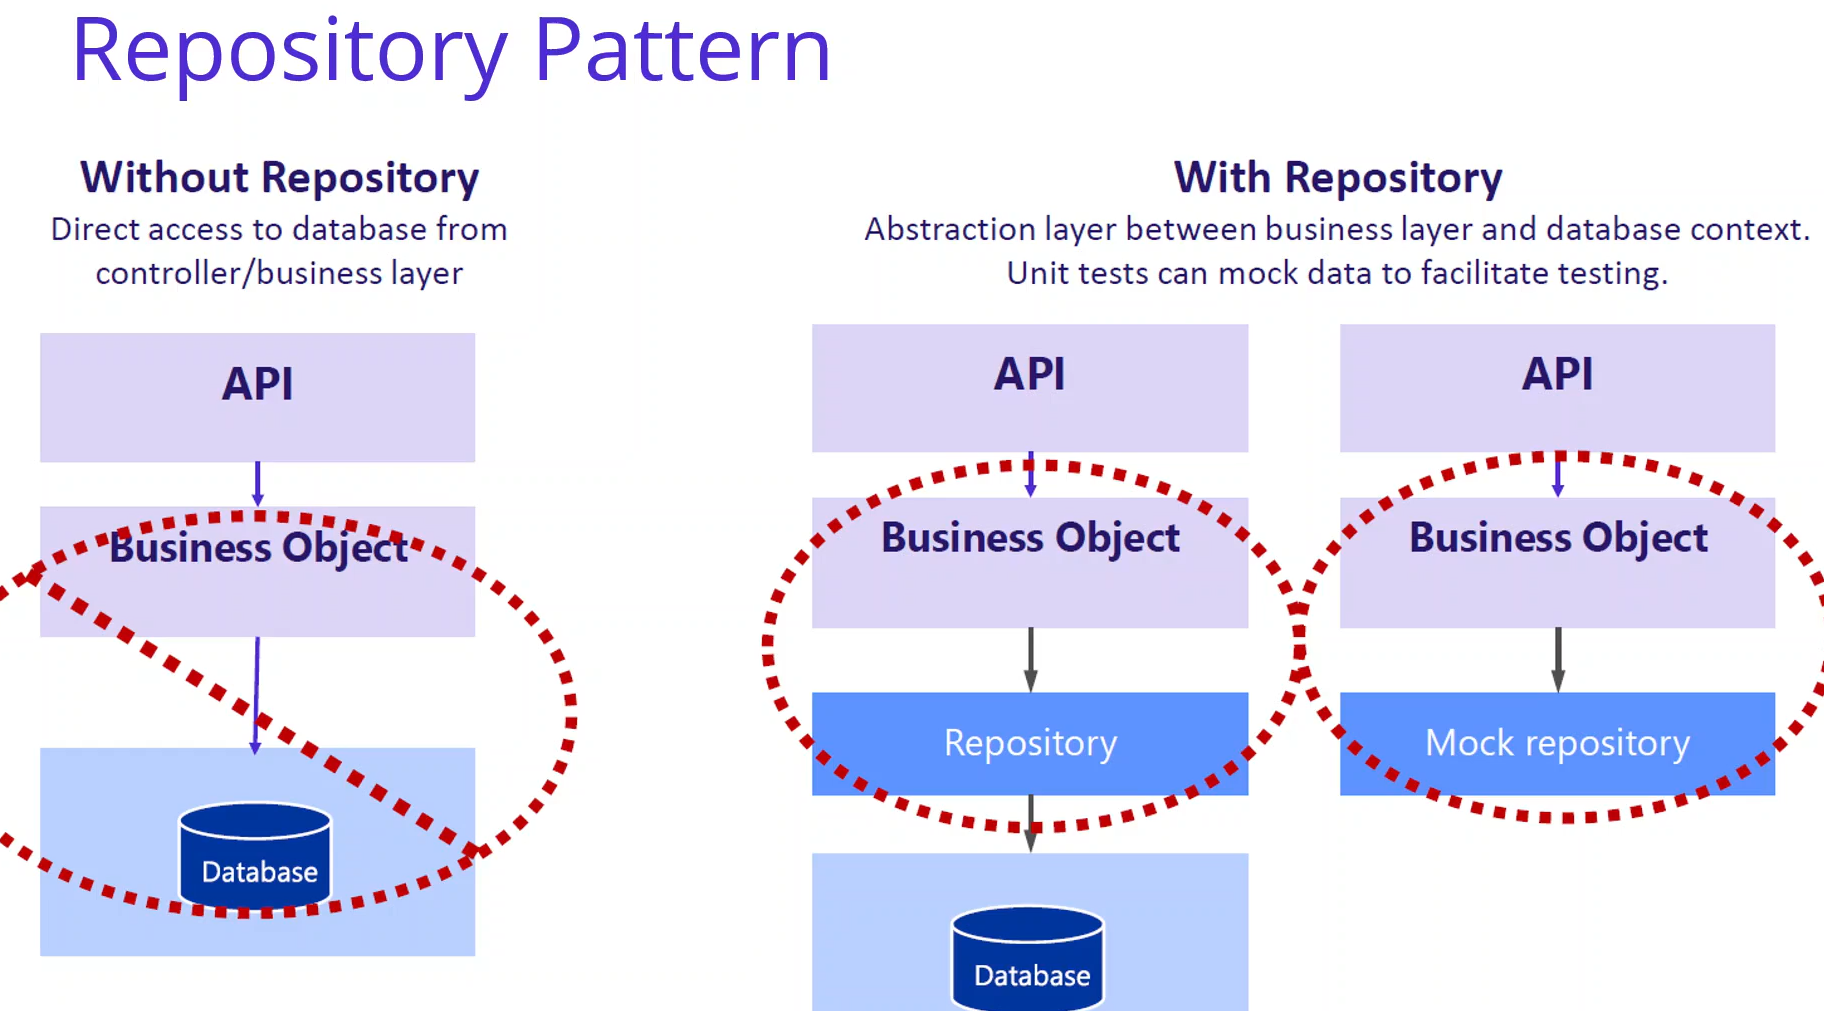 Repository Pattern
Without Repository
Direct access to database from
controller/business layer
API
Business Object
Database
With Repository
Abstraction layer between business layer and database context.
Unit tests can mock data to facilitate testing.
API
Business Object
Repository
Database
API
Business Object
Mock repository